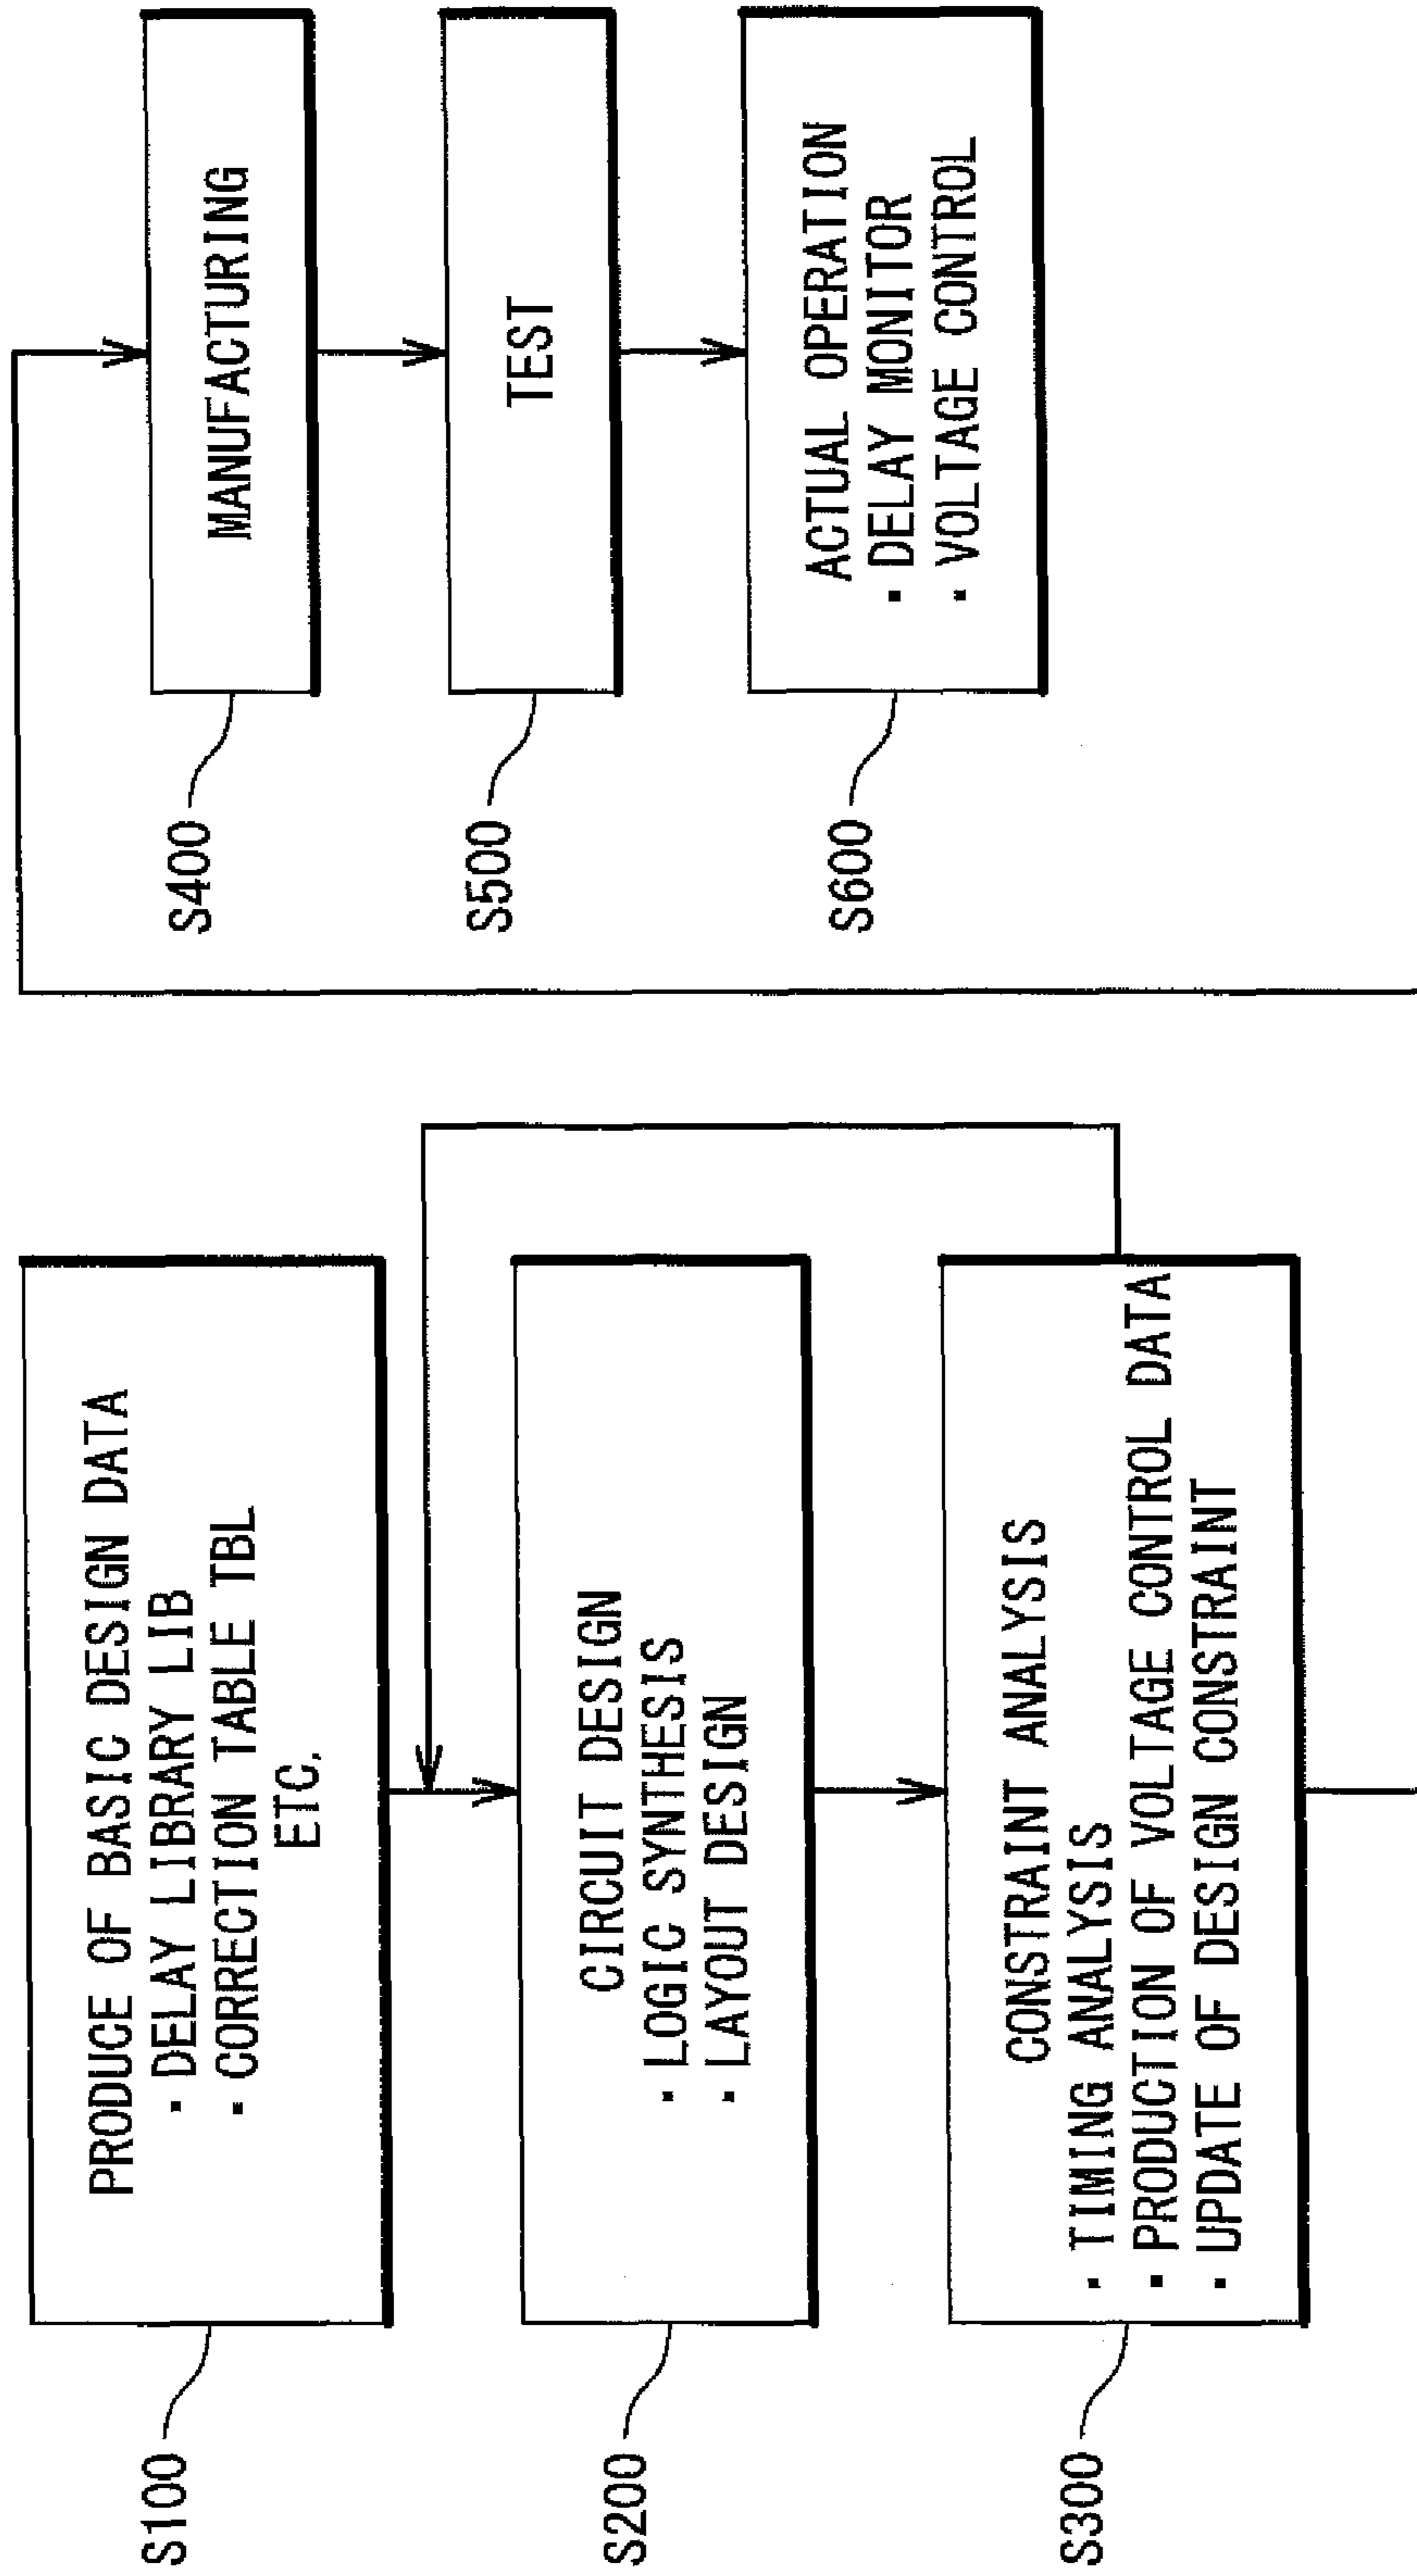 S100
PRODUCE OF BASIC DESIGN DATA
・DELAY LIBRARY LIB
・CORRECTION TABLE TBL
ETC.
S200
CIRCUIT DESIGN
・LOGIC SYNTHESIS
・LAYOUT DESIGN
S300
CONSTRAINT ANALYSIS
・TIMING ANALYSIS
・PRODUCTION OF VOLTAGE CONTROL DATA
・UPDATE OF DESIGN CONSTRAINT
S400
MANUFACTURING
S500
TEST
S600
ACTUAL OPERATION
・DELAY MONITOR
・VOLTAGE CONTROL